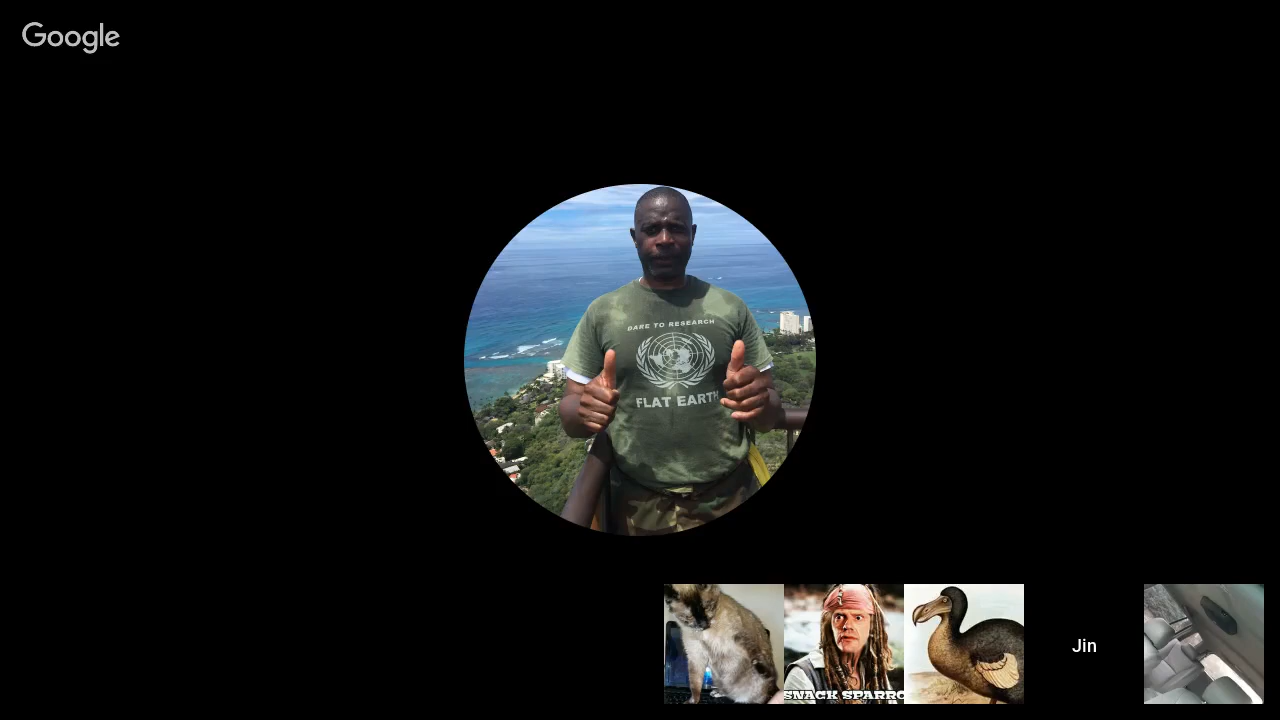 Google
DARE TO RESEARCH
FLAT EARTH
Jin
SNACK SPARRO